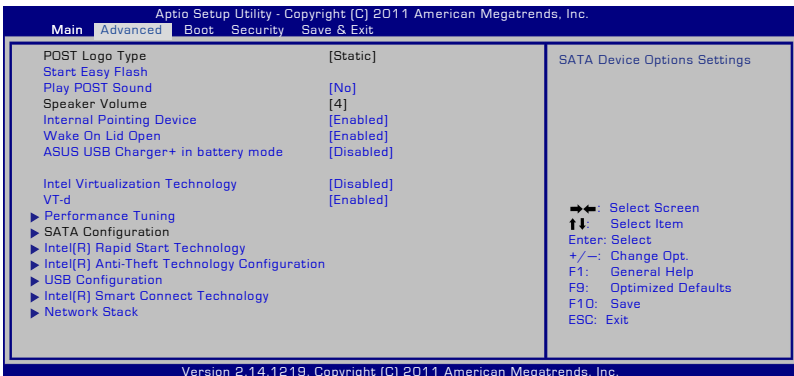 Aptio Setup Utility - Copyright (C) 2011 American Megatrends, Inc.
Main Advanced Boot Security Save & Exit
POST Logo Type [Static]
Start Easy Flash
Play POST Sound [No]
Speaker Volume [4]
Internal Pointing Device [Enabled]
Wake On Lid Open [Enabled]
ASUS USB Charger+ in battery mode [Disabled]
Intel Virtualization Technology [Disabled]
VT-d [Enabled]
Performance Tuning
SATA Configuration
Intel(R) Rapid Start Technology
Intel(R) Anti-Theft Technology Configuration
USB Configuration
Intel(R) Smart Connect Technology
Network Stack
SATA Device Options Settings
→←: Select Screen
↑↓: Select Item
Enter: Select
+/—: Change Opt.
F1: General Help
F9: Optimized Defaults
F10: Save
ESC: Exit
Version 2.14.1219. Copyright (C) 2011 American Megatrends, Inc.